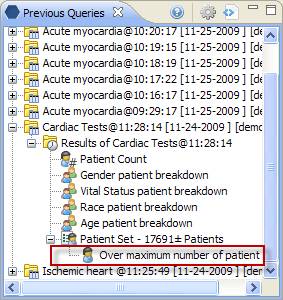 Previous Queries
Acute myocardia@10:20:17 [11-25-2009 ] [de
Acute myocardia@10:19:16 [11-25-2009 ] [de
Acute myocardia@10:18:17 [11-25-2009 ] [de
Acute myocardia@10:17:22 [11-25-2009 ] [de
Acute myocardia@10:16:22 [11-25-2009 ] [de
Acute myocardia@09:29:17 [11-25-2009 ] [de
Cardiac Tests@11:28:14 [11-24-2009 ] [demo
Results of Cardiac Tests@11:28:14
Patient Count
Gender patient breakdown
Vital Status patient breakdown
Race patient breakdown
Age patient breakdown
Patient Set - 17691± Patients
Over maximum number of patient
Ischemic heart @11:25:49 [11-24-2009 ] [dem